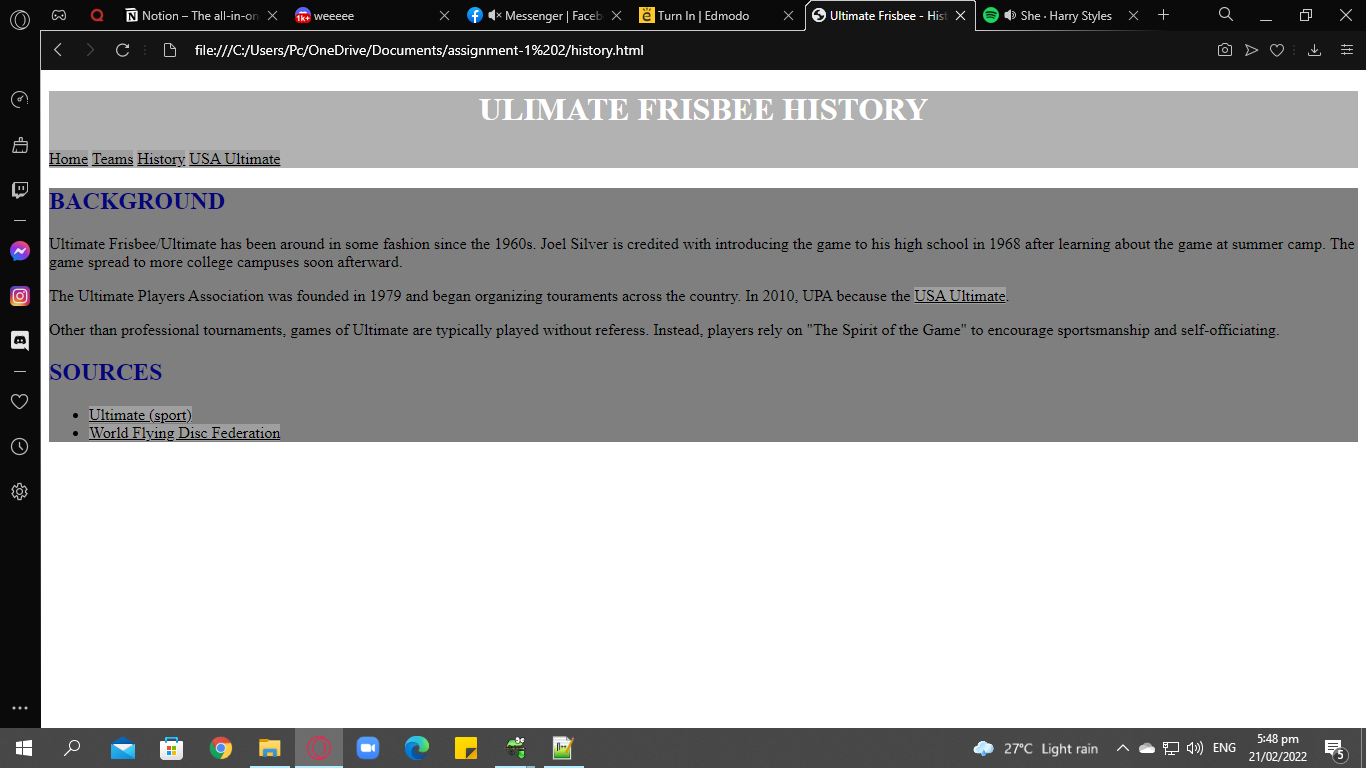 Notion – The all-in-on
1k+ weeeee
Messenger | Faceb
Turn In | Edmodo
Ultimate Frisbee - Hist
She · Harry Styles
file:///C:/Users/Pc/OneDrive/Documents/assignment-1%202/history.html
ULIMATE FRISBEE HISTORY
Home Teams History USA Ultimate
BACKGROUND
Ultimate Frisbee/Ultimate has been around in some fashion since the 1960s. Joel Silver is credited with introducing the game to his high school in 1968 after learning about the game at summer camp. The
game spread to more college campuses soon afterward.
The Ultimate Players Association was founded in 1979 and began organizing touraments across the country. In 2010, UPA because the USA Ultimate.
Other than professional tournaments, games of Ultimate are typically played without referess. Instead, players rely on "The Spirit of the Game" to encourage sportsmanship and self-officiating.
SOURCES
Ultimate (sport)
World Flying Disc Federation
27°C Light rain
ENG
5:48 pm
21/02/2022
5